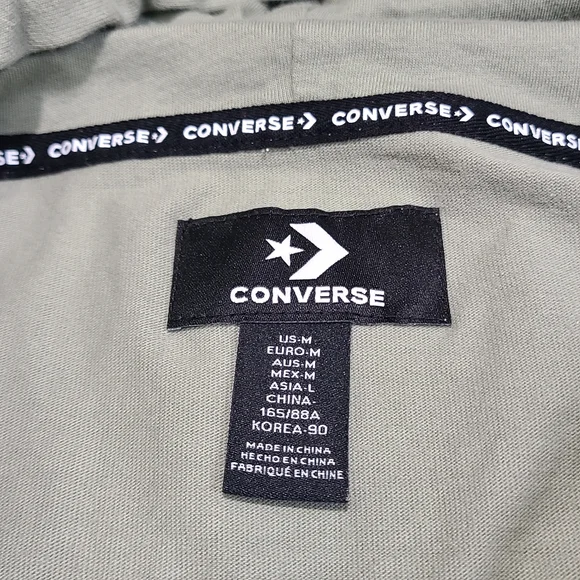 SE CONVERSE CONVERSE CONVERSE CONVERSE
CONVERSE
US-M
EURO-M
AUS-M
MEX-M
ASIA-L
CHINA-
165/88A
KOREA-90
MADE IN CHINA
HECHO EN CHINA
FABRIQUÉ EN CHINE